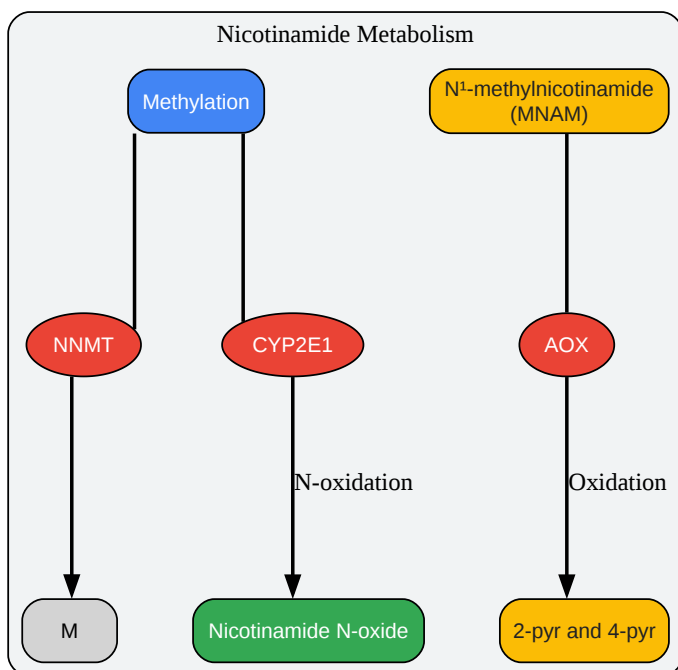 Nicotinamide Metabolism
Methylation
N¹-methylnicotinamide
(MNAM)
NNMT
CYP2E1
AOX
N-oxidation
Oxidation
M
Nicotinamide N-oxide
2-pyr and 4-pyr